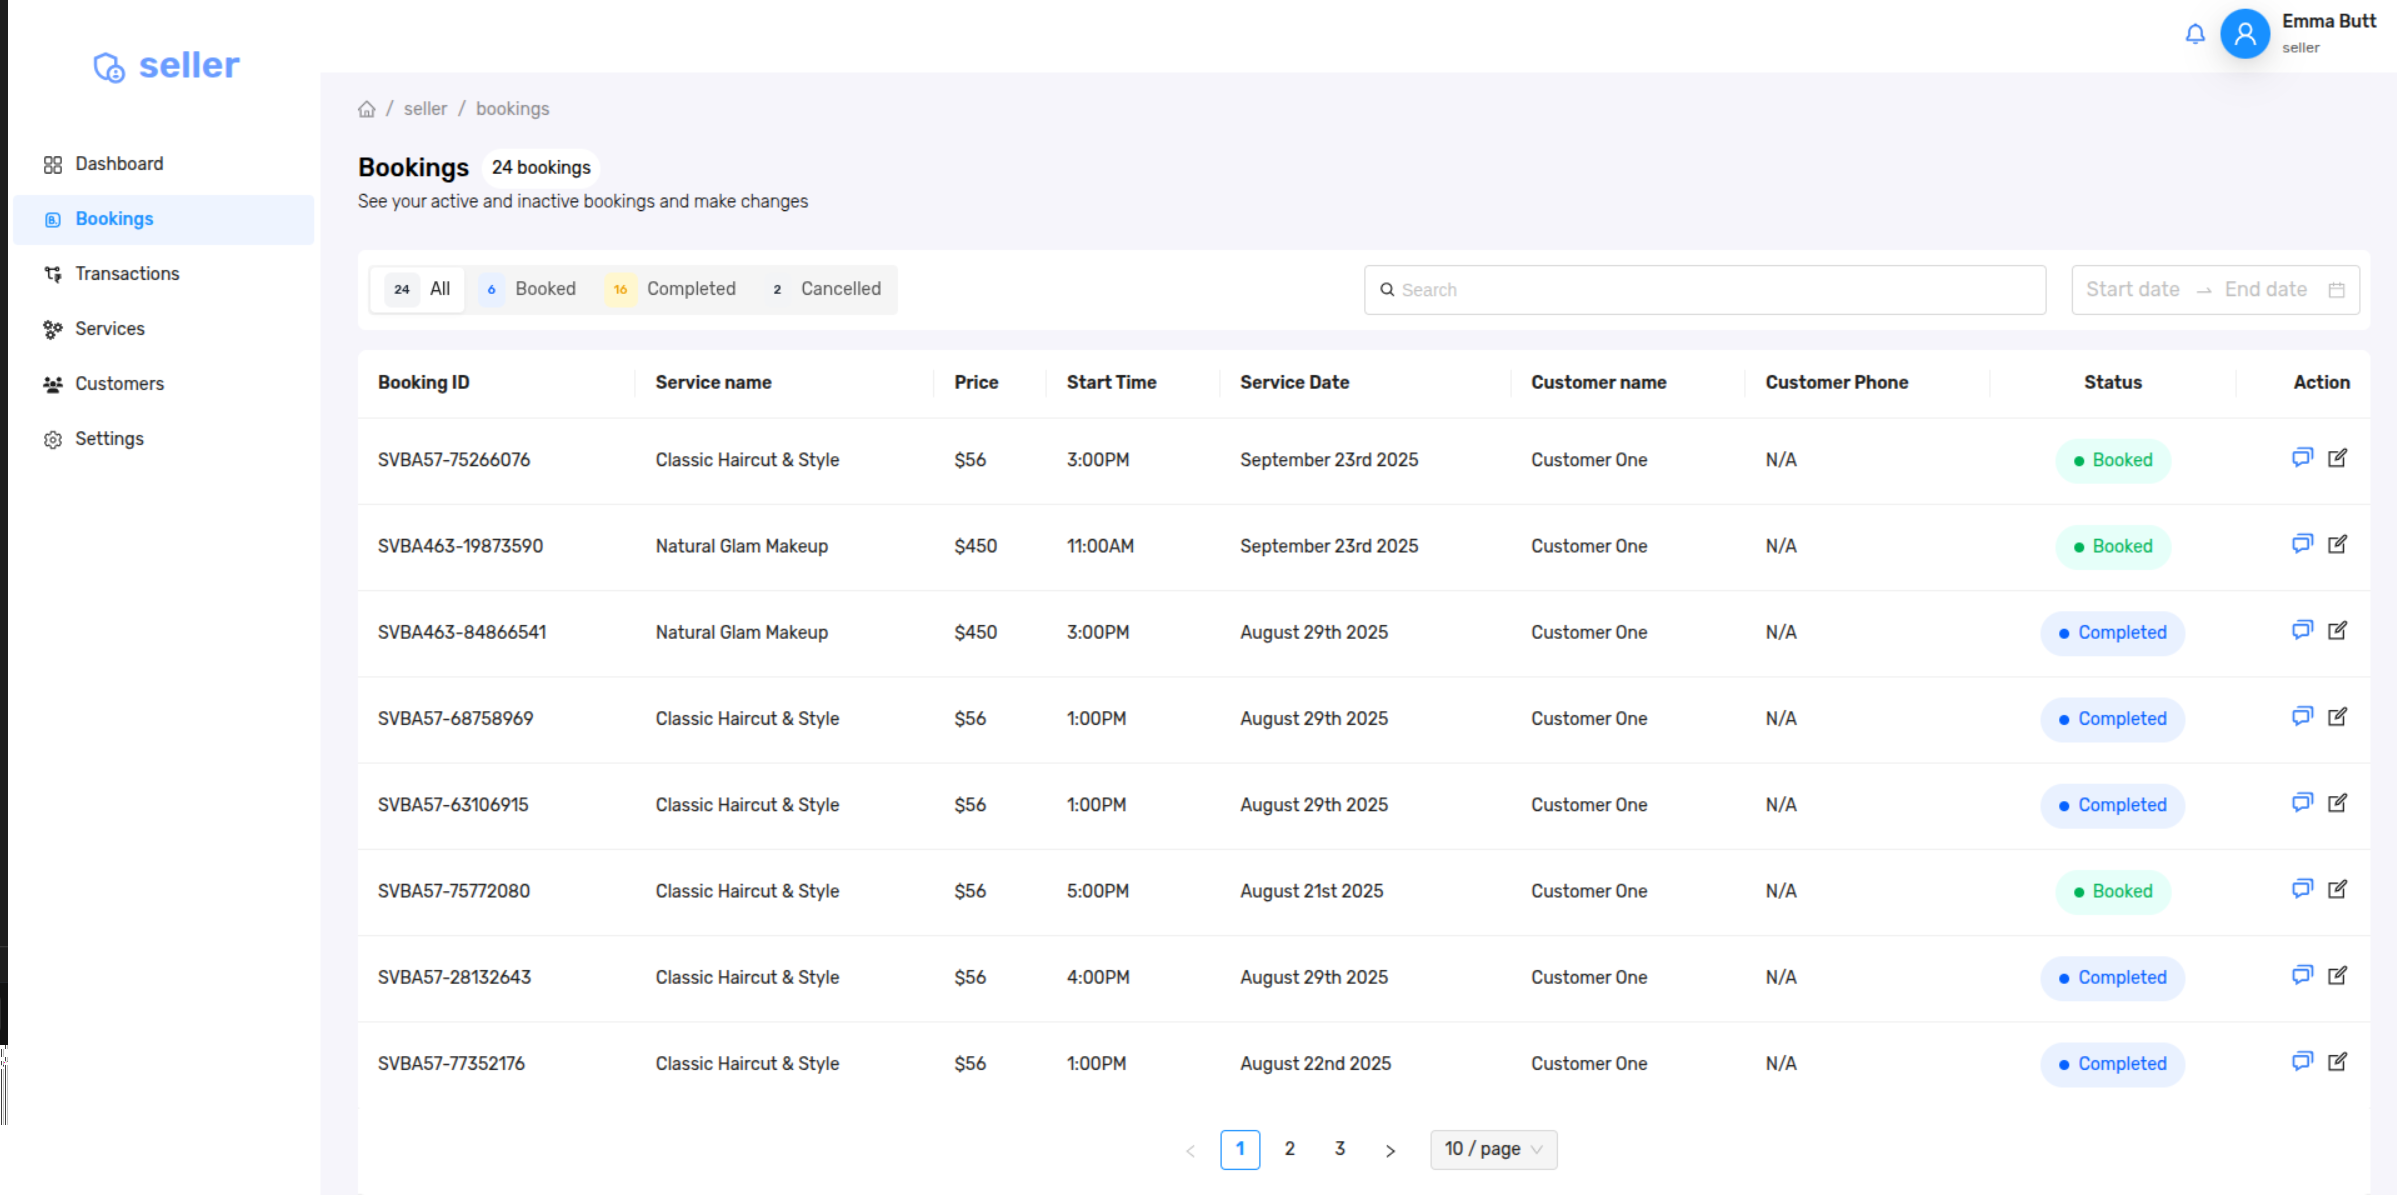 Emma Butt
seller
seller
Dashboard
Bookings
Transactions
Services
Customers
Settings
/ seller / bookings
Bookings 24 bookings
See your active and inactive bookings and make changes
24 All 6 Booked 16 Completed 2 Cancelled Search Start date → End date
Booking ID Service name Price Start Time Service Date Customer name Customer Phone Status Action
SVBA57-75266076 Classic Haircut & Style $56 3:00PM September 23rd 2025 Customer One N/A Booked
SVBA463-19873590 Natural Glam Makeup $450 11:00AM September 23rd 2025 Customer One N/A Booked
SVBA463-84866541 Natural Glam Makeup $450 3:00PM August 29th 2025 Customer One N/A Completed
SVBA57-68758969 Classic Haircut & Style $56 1:00PM August 29th 2025 Customer One N/A Completed
SVBA57-63106915 Classic Haircut & Style $56 1:00PM August 29th 2025 Customer One N/A Completed
SVBA57-75772080 Classic Haircut & Style $56 5:00PM August 21st 2025 Customer One N/A Booked
SVBA57-28132643 Classic Haircut & Style $56 4:00PM August 29th 2025 Customer One N/A Completed
SVBA57-77352176 Classic Haircut & Style $56 1:00PM August 22nd 2025 Customer One N/A Completed
< 1 2 3 > 10 / page